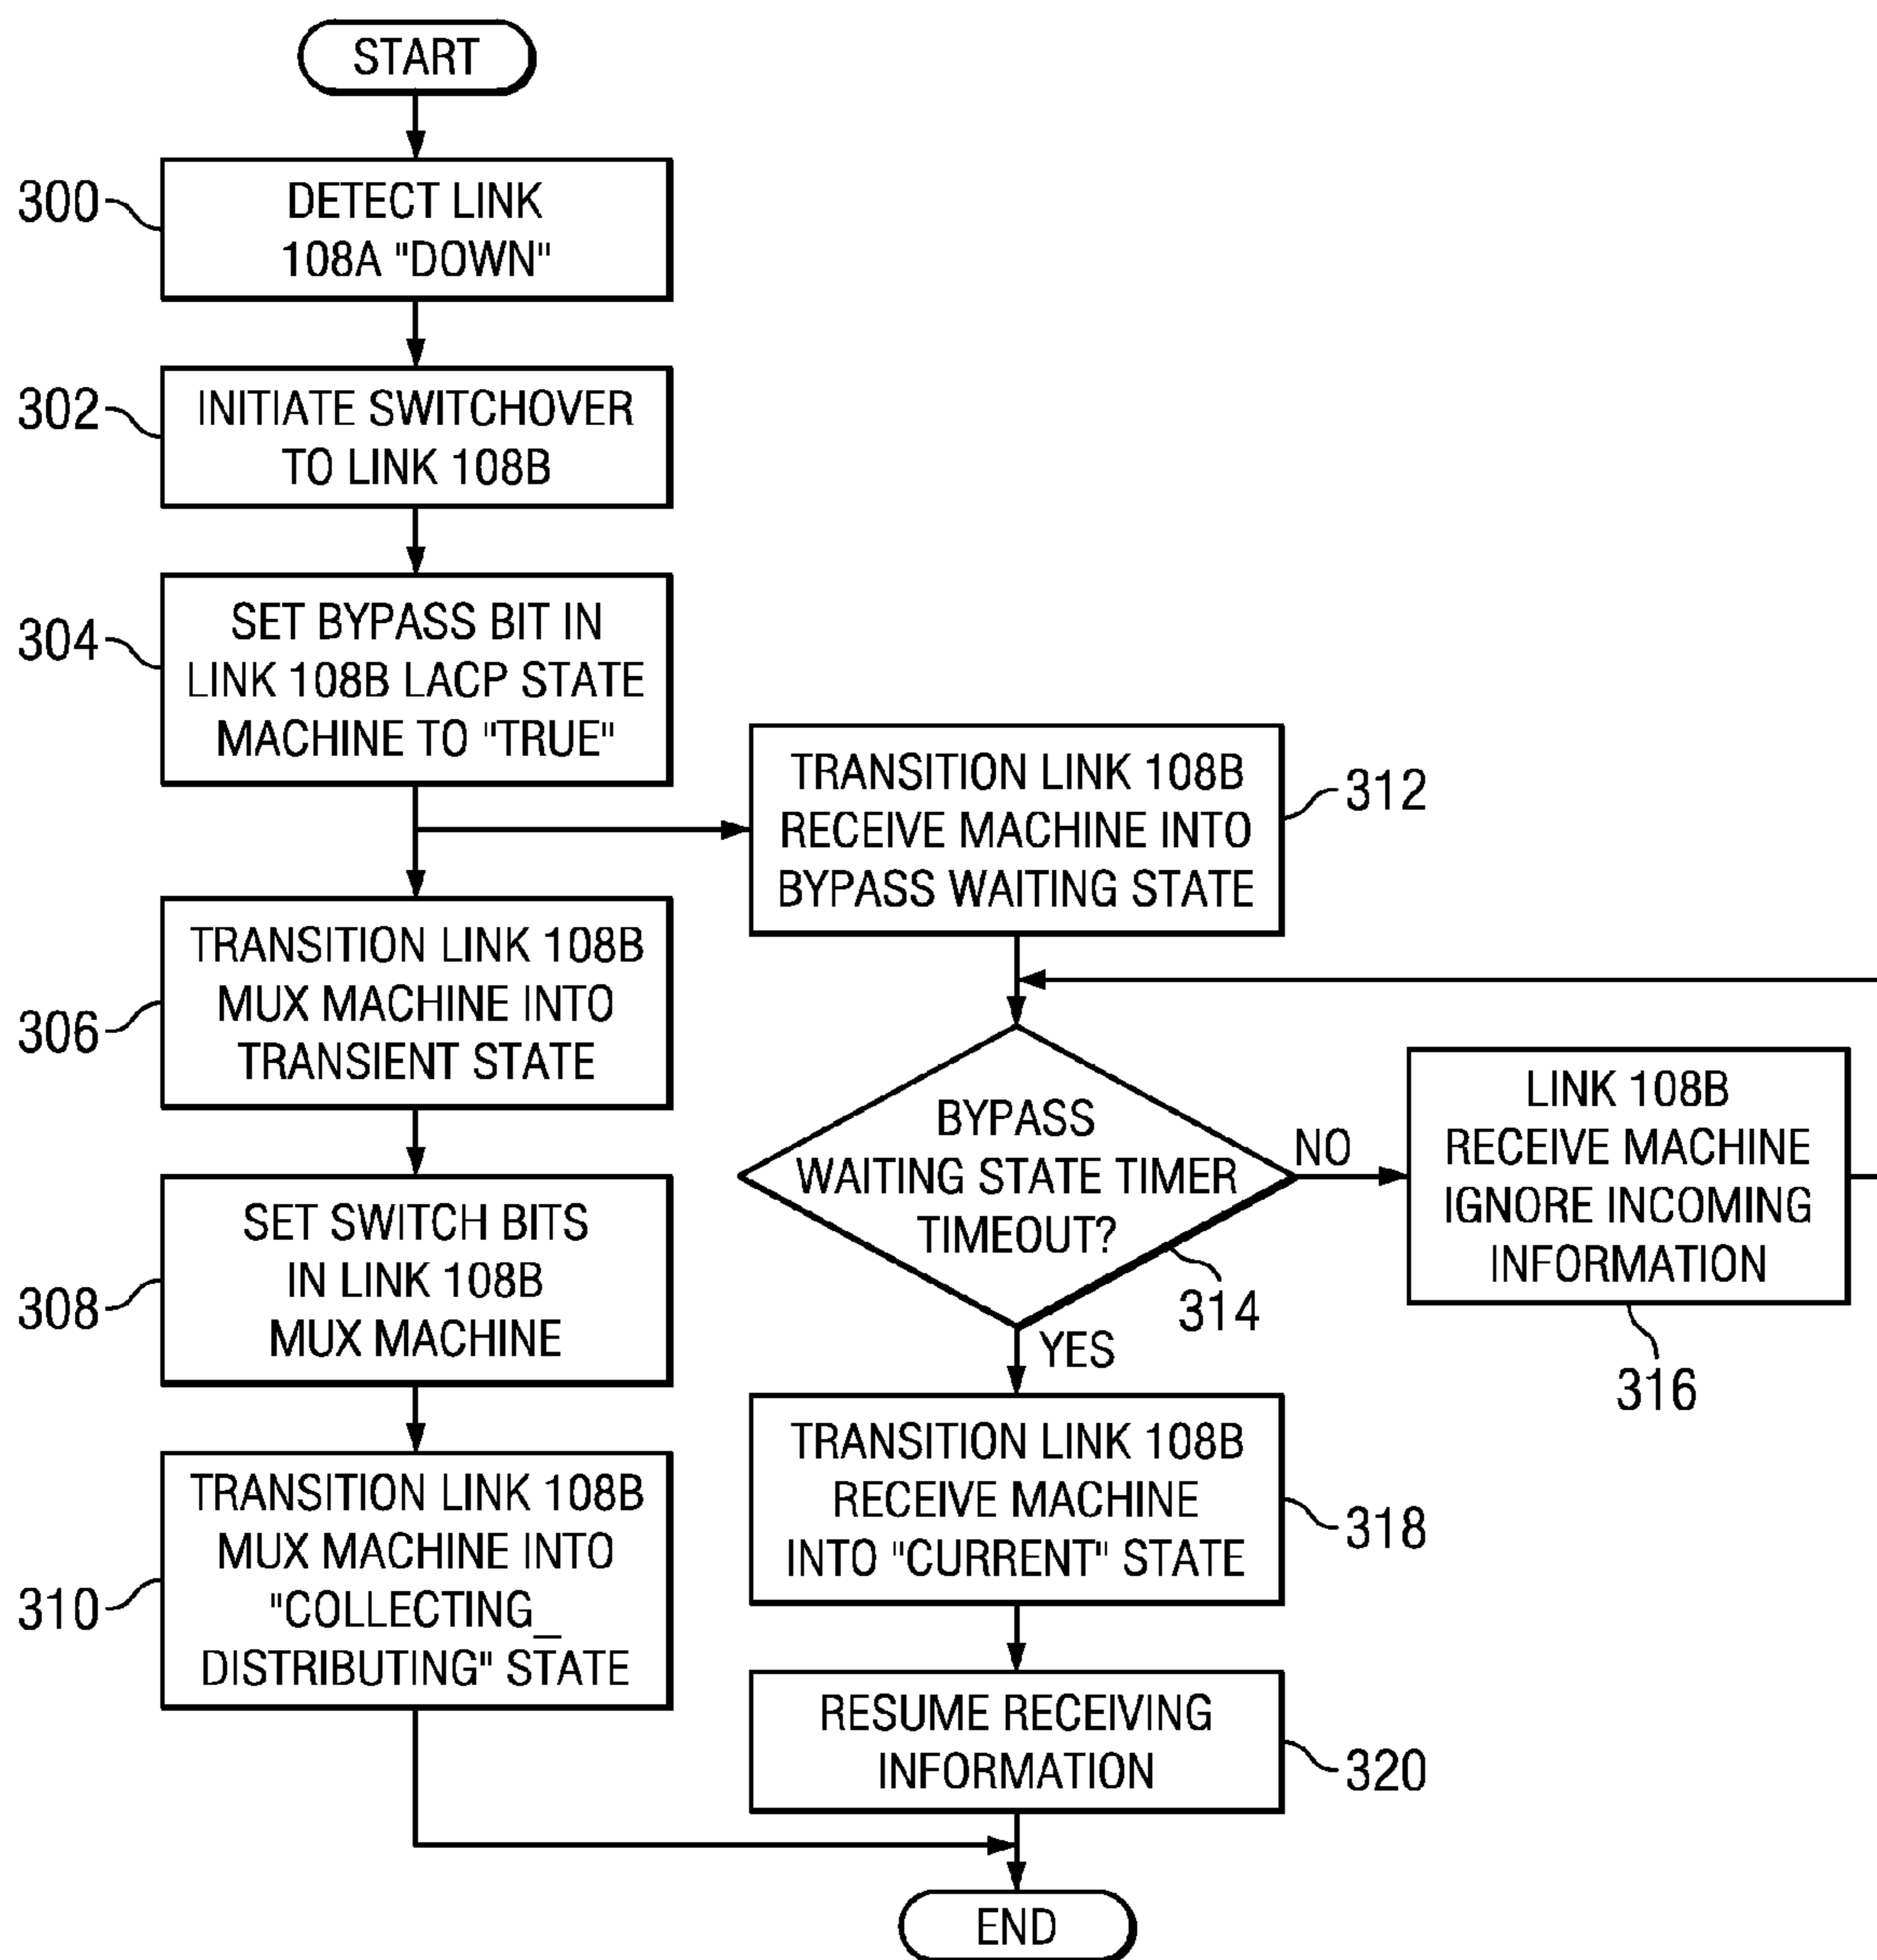 START
300
DETECT LINK
108A "DOWN"
302
INITIATE SWITCHOVER
TO LINK 108B
304
SET BYPASS BIT IN
LINK 108B LACP STATE
MACHINE TO "TRUE"
306
TRANSITION LINK 108B
MUX MACHINE INTO
TRANSIENT STATE
308
SET SWITCH BITS
IN LINK 108B
MUX MACHINE
310
TRANSITION LINK 108B
MUX MACHINE INTO
"COLLECTING_
DISTRIBUTING" STATE
TRANSITION LINK 108B
RECEIVE MACHINE INTO
BYPASS WAITING STATE
312
BYPASS
WAITING STATE TIMER
TIMEOUT?
314
NO
LINK 108B
RECEIVE MACHINE
IGNORE INCOMING
INFORMATION
316
YES
TRANSITION LINK 108B
RECEIVE MACHINE
INTO "CURRENT" STATE
318
RESUME RECEIVING
INFORMATION
320
END